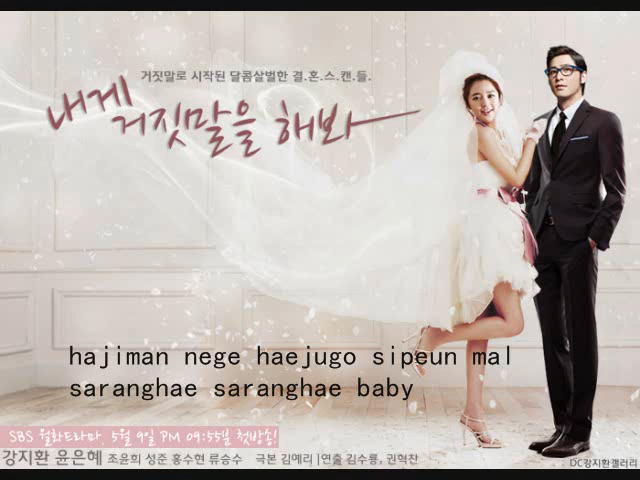 거짓말로 시작된 달콤살벌한 결.혼.스.캔.들.
내게
거짓말을 해봐
hajiman nege haejugo sipeun mal
saranghae saranghae baby
SBS 월화드라마, 5월 9일 PM 09:55분 첫방송!
강지환 윤은혜 조윤희 성준 홍수현 류승수 극본 김예리 | 연출 김수룡, 권혁찬
DC강지환갤러리